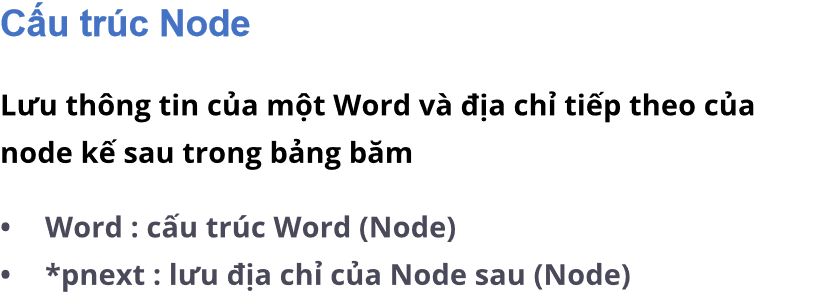 Cấu trúc Node
Lưu thông tin của một Word và địa chỉ tiếp theo của
node kế sau trong bảng băm
• Word : cấu trúc Word (Node)
• *pnext : lưu địa chỉ của Node sau (Node)